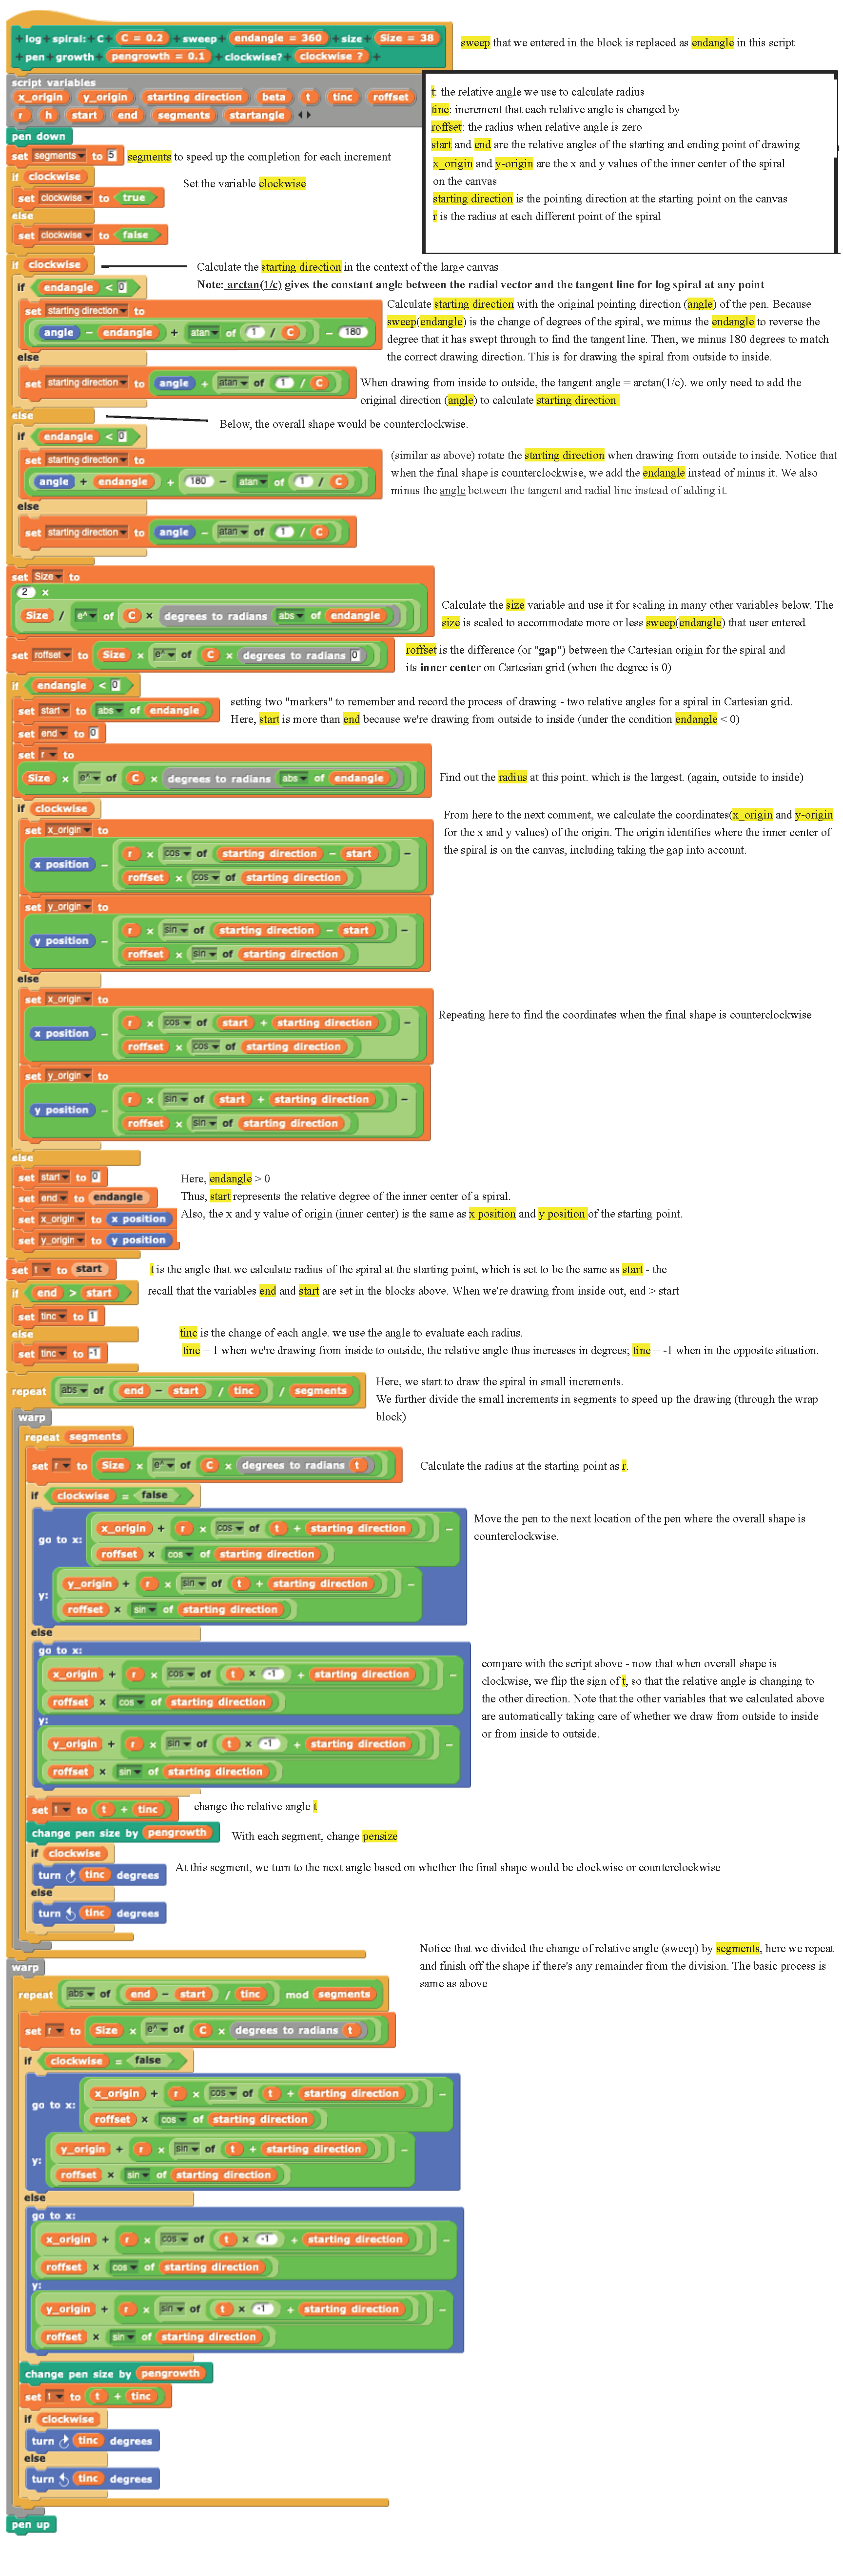 + log + spiral: + C + C = 0.2 + sweep + endangle = 360 + size + Size = 38
+ pen + growth + pengrowth = 0.1 + clockwise? + clockwise ? +
sweep that we entered in the block is replaced as endangle in this script
script variables
x_origin y_origin starting direction beta t tinc roffset
r h start end segments startangle
t: the relative angle we use to calculate radius
tinc: increment that each relative angle is changed by
roffset: the radius when relative angle is zero
start and end are the relative angles of the starting and ending point of drawing
x_origin and y-origin are the x and y values of the inner center of the spiral
on the canvas
starting direction is the pointing direction at the starting point on the canvas
r is the radius at each different point of the spiral
pen down
set segments to 5
segments to speed up the completion for each increment
if clockwise
Set the variable clockwise
set clockwise to true
else
set clockwise to false
if clockwise
Calculate the starting direction in the context of the large canvas
Note: arctan(1/c) gives the constant angle between the radial vector and the tangent line for log spiral at any point
if endangle < 0
set starting direction to
angle - endangle + atan of 1 / C - 180
Calculate starting direction with the original pointing direction (angle) of the pen. Because
sweep(endangle) is the change of degrees of the spiral, we minus the endangle to reverse the
degree that it has swept through to find the tangent line. Then, we minus 180 degrees to match
the correct drawing direction. This is for drawing the spiral from outside to inside.
else
set starting direction to angle + atan of 1 / C
When drawing from inside to outside, the tangent angle = arctan(1/c). we only need to add the
original direction (angle) to calculate starting direction
else
Below, the overall shape would be counterclockwise.
if endangle < 0
set starting direction to
angle + endangle + 180 - atan of 1 / C
(similar as above) rotate the starting direction when drawing from outside to inside. Notice that
when the final shape is counterclockwise, we add the endangle instead of minus it. We also
minus the angle between the tangent and radial line instead of adding it.
else
set starting direction to angle - atan of 1 / C
set Size to
2 ×
Size / e^ of C × degrees to radians abs of endangle
Calculate the size variable and use it for scaling in many other variables below. The
size is scaled to accommodate more or less sweep(endangle) that user entered
set roffset to Size × e^ of C × degrees to radians 0
roffset is the difference (or "gap") between the Cartesian origin for the spiral and
its inner center on Cartesian grid (when the degree is 0)
if endangle < 0
set start to abs of endangle
set end to 0
setting two "markers" to remember and record the process of drawing - two relative angles for a spiral in Cartesian grid.
Here, start is more than end because we're drawing from outside to inside (under the condition endangle < 0)
set r to
Size × e^ of C × degrees to radians abs of endangle
Find out the radius at this point. which is the largest. (again, outside to inside)
if clockwise
From here to the next comment, we calculate the coordinates(x_origin and y-origin
for the x and y values) of the origin. The origin identifies where the inner center of
the spiral is on the canvas, including taking the gap into account.
set x_origin to
x position - r × cos of starting direction - start -
roffset × cos of starting direction
set y_origin to
y position - r × sin of starting direction - start -
roffset × sin of starting direction
else
set x_origin to
x position - r × cos of start + starting direction -
roffset × cos of starting direction
Repeating here to find the coordinates when the final shape is counterclockwise
set y_origin to
y position - r × sin of start + starting direction -
roffset × sin of starting direction
else
set start to 0
set end to endangle
set x_origin to x position
set y_origin to y position
Here, endangle > 0
Thus, start represents the relative degree of the inner center of a spiral.
Also, the x and y value of origin (inner center) is the same as x position and y position of the starting point.
set t to start
t is the angle that we calculate radius of the spiral at the starting point, which is set to be the same as start - the
if end > start
recall that the variables end and start are set in the blocks above. When we're drawing from inside out, end > start
set tinc to 1
else
set tinc to -1
tinc is the change of each angle. we use the angle to evaluate each radius.
tinc = 1 when we're drawing from inside to outside, the relative angle thus increases in degrees; tinc = -1 when in the opposite situation.
repeat abs of end - start / tinc / segments
Here, we start to draw the spiral in small increments.
We further divide the small increments in segments to speed up the drawing (through the wrap
block)
warp
repeat segments
set r to Size × e^ of C × degrees to radians t
Calculate the radius at the starting point as r.
if clockwise = false
go to x: x_origin + r × cos of t + starting direction -
roffset × cos of starting direction
y: y_origin + r × sin of t + starting direction -
roffset × sin of starting direction
Move the pen to the next location of the pen where the overall shape is
counterclockwise.
else
go to x:
x_origin + r × cos of t × -1 + starting direction -
roffset × cos of starting direction
y:
y_origin + r × sin of t × -1 + starting direction -
roffset × sin of starting direction
compare with the script above - now that when overall shape is
clockwise, we flip the sign of t, so that the relative angle is changing to
the other direction. Note that the other variables that we calculated above
are automatically taking care of whether we draw from outside to inside
or from inside to outside.
set t to t + tinc
change the relative angle t
change pen size by pengrowth
With each segment, change pensize
if clockwise
turn tinc degrees
else
turn tinc degrees
At this segment, we turn to the next angle based on whether the final shape would be clockwise or counterclockwise
Notice that we divided the change of relative angle (sweep) by segments, here we repeat
and finish off the shape if there's any remainder from the division. The basic process is
same as above
warp
repeat abs of end - start / tinc mod segments
set r to Size × e^ of C × degrees to radians t
if clockwise = false
go to x: x_origin + r × cos of t + starting direction -
roffset × cos of starting direction
y: y_origin + r × sin of t + starting direction -
roffset × sin of starting direction
else
go to x:
x_origin + r × cos of t × -1 + starting direction -
roffset × cos of starting direction
y:
y_origin + r × sin of t × -1 + starting direction -
roffset × sin of starting direction
change pen size by pengrowth
set t to t + tinc
if clockwise
turn tinc degrees
else
turn tinc degrees
pen up